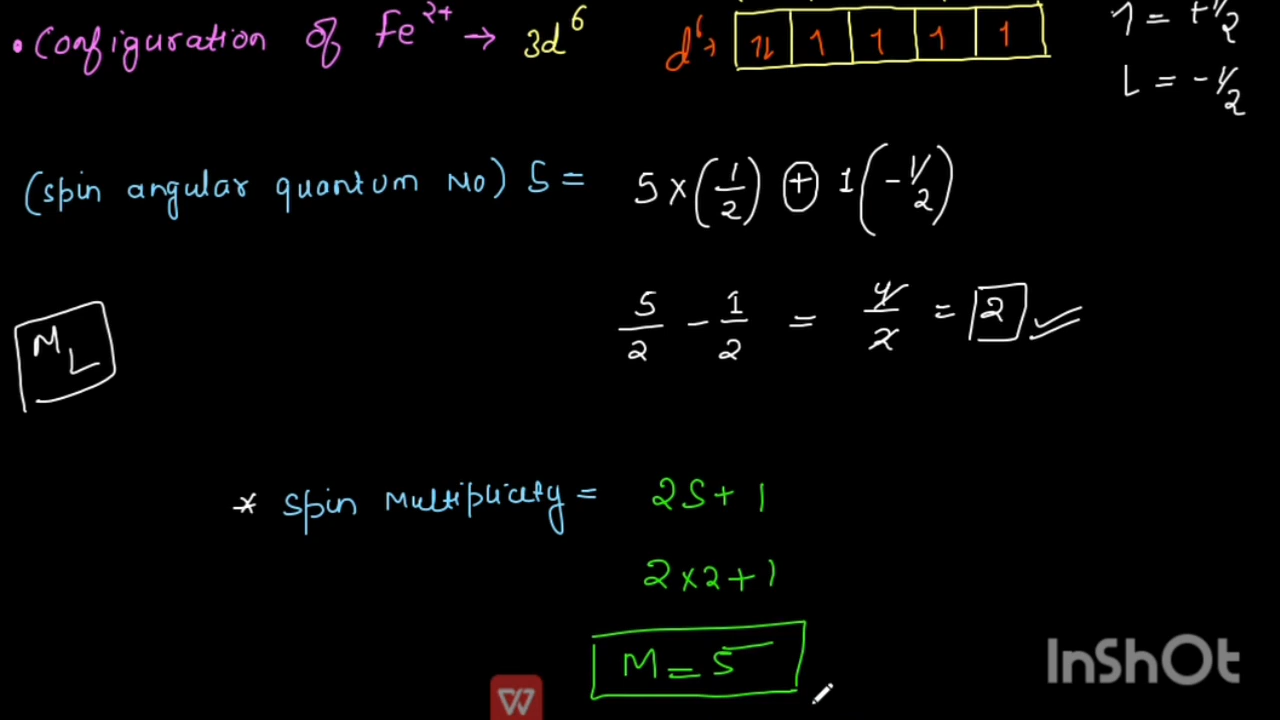 • Configuration of Fe²⁺ → 3d⁶ d⁶→ 1L 1 1 1 1
1 = +1/2
L = -1/2
(spin angular quantum No) S = 5×(1/2) + 1(-1/2)
5/2 - 1/2 = 4/2 = 2
ML
* Spin Multiplicity = 2S+1
2×2+1
M=5
InShOt
W